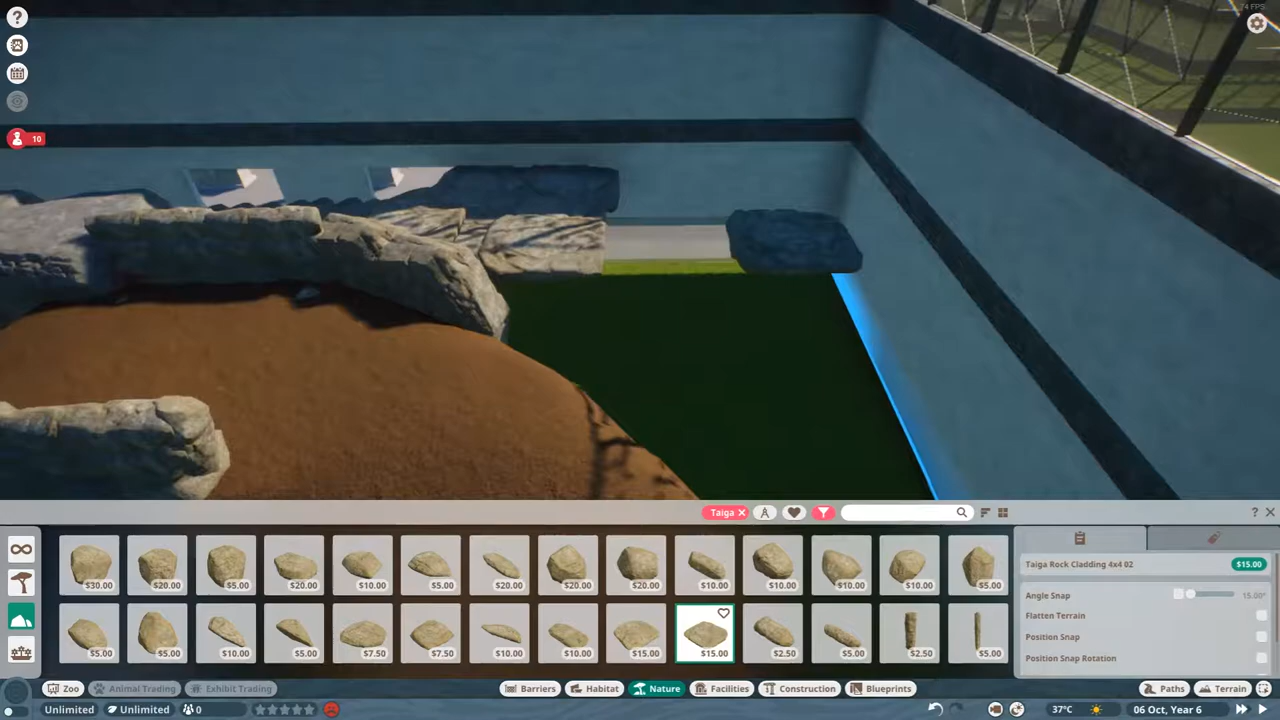 74 FPS
10
Taiga ✕
? ✕
$30.00 $20.00 $5.00 $20.00 $10.00 $5.00 $20.00 $20.00 $20.00 $10.00 $10.00 $10.00 $10.00 $5.00
$5.00 $5.00 $10.00 $5.00 $7.50 $7.50 $10.00 $10.00 $15.00 $15.00 $2.50 $5.00 $2.50 $5.00
Taiga Rock Cladding 4x4 02 $15.00
Angle Snap 15.00°
Flatten Terrain
Position Snap
Position Snap Rotation
Zoo Animal Trading Exhibit Trading Barriers Habitat Nature Facilities Construction Blueprints Paths Terrain
Unlimited Unlimited 0 37°C 06 Oct, Year 6